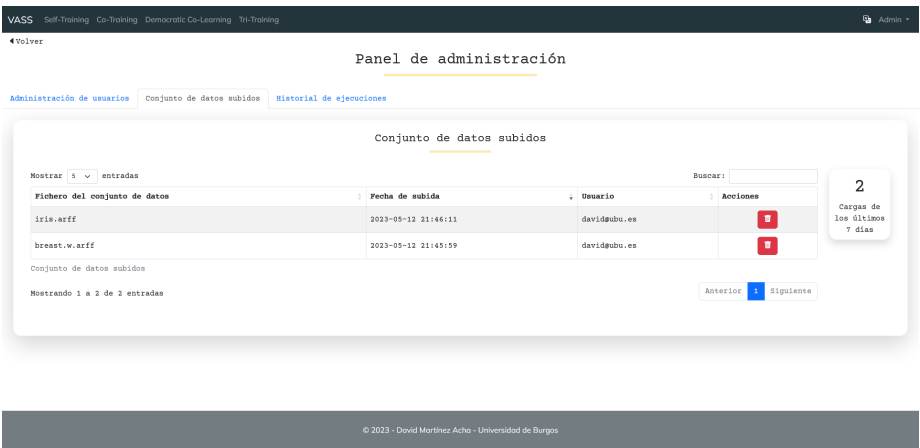 VASS Self-Training Co-Training Democratic Co-Learning Tri-Training Admin
Volver
Panel de administración
Administración de usuarios Conjunto de datos subidos Historial de ejecuciones
Conjunto de datos subidos
Mostrar 5 entradas Buscar:
Fichero del conjunto de datos Fecha de subida Usuario Acciones
iris.arff 2023-05-12 21:46:11 david@ubu.es
breast.w.arff 2023-05-12 21:45:59 david@ubu.es
2
Cargas de
los últimos
7 días
Conjunto de datos subidos
Mostrando 1 a 2 de 2 entradas
Anterior 1 Siguiente
© 2023 - David Martínez Acha - Universidad de Burgos